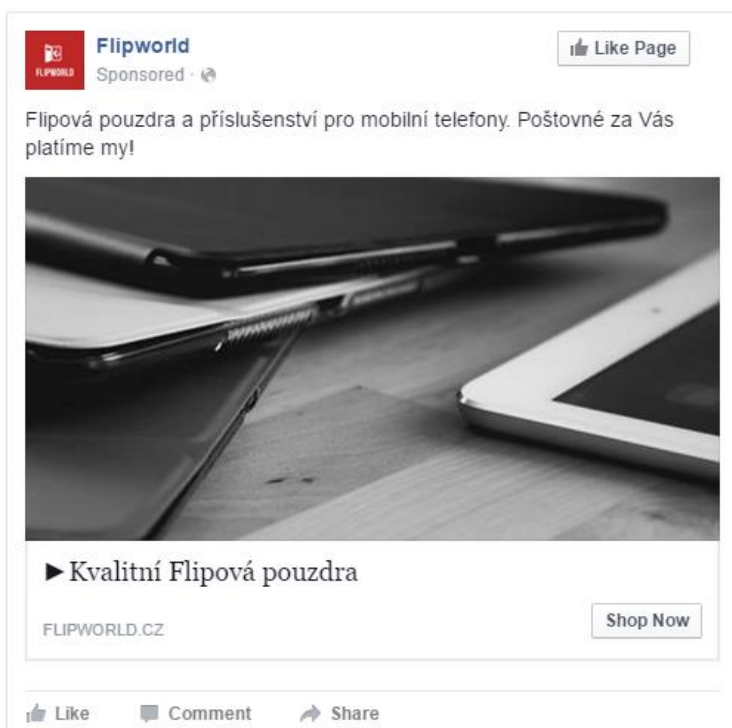 FLIPWORLD
Flipworld
Like Page
Sponsored ·
Flipová pouzdra a příslušenství pro mobilní telefony. Poštovné za Vás
platíme my!
►Kvalitní Flipová pouzdra
FLIPWORLD.CZ
Shop Now
Like Comment Share